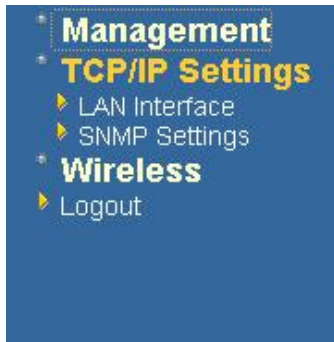 Management
TCP/IP Settings
LAN Interface
SNMP Settings
Wireless
Logout